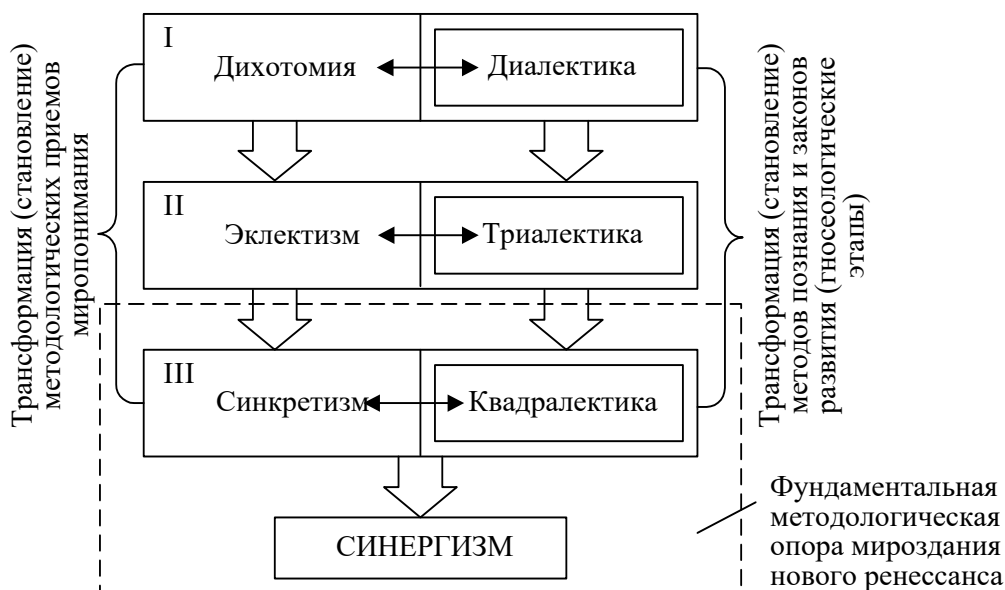 Трансформация (становление)
методологических приемов
миропонимания
I
Дихотомия
Диалектика
II
Эклектизм
Триалектика
III
Синкретизм
Квадралектика
СИНЕРГИЗМ
Трансформация (становление
методов познания и законов
развития (гносеологические
этапы)
Фундаментальная
методологическая
опора мироздания
нового ренессанса